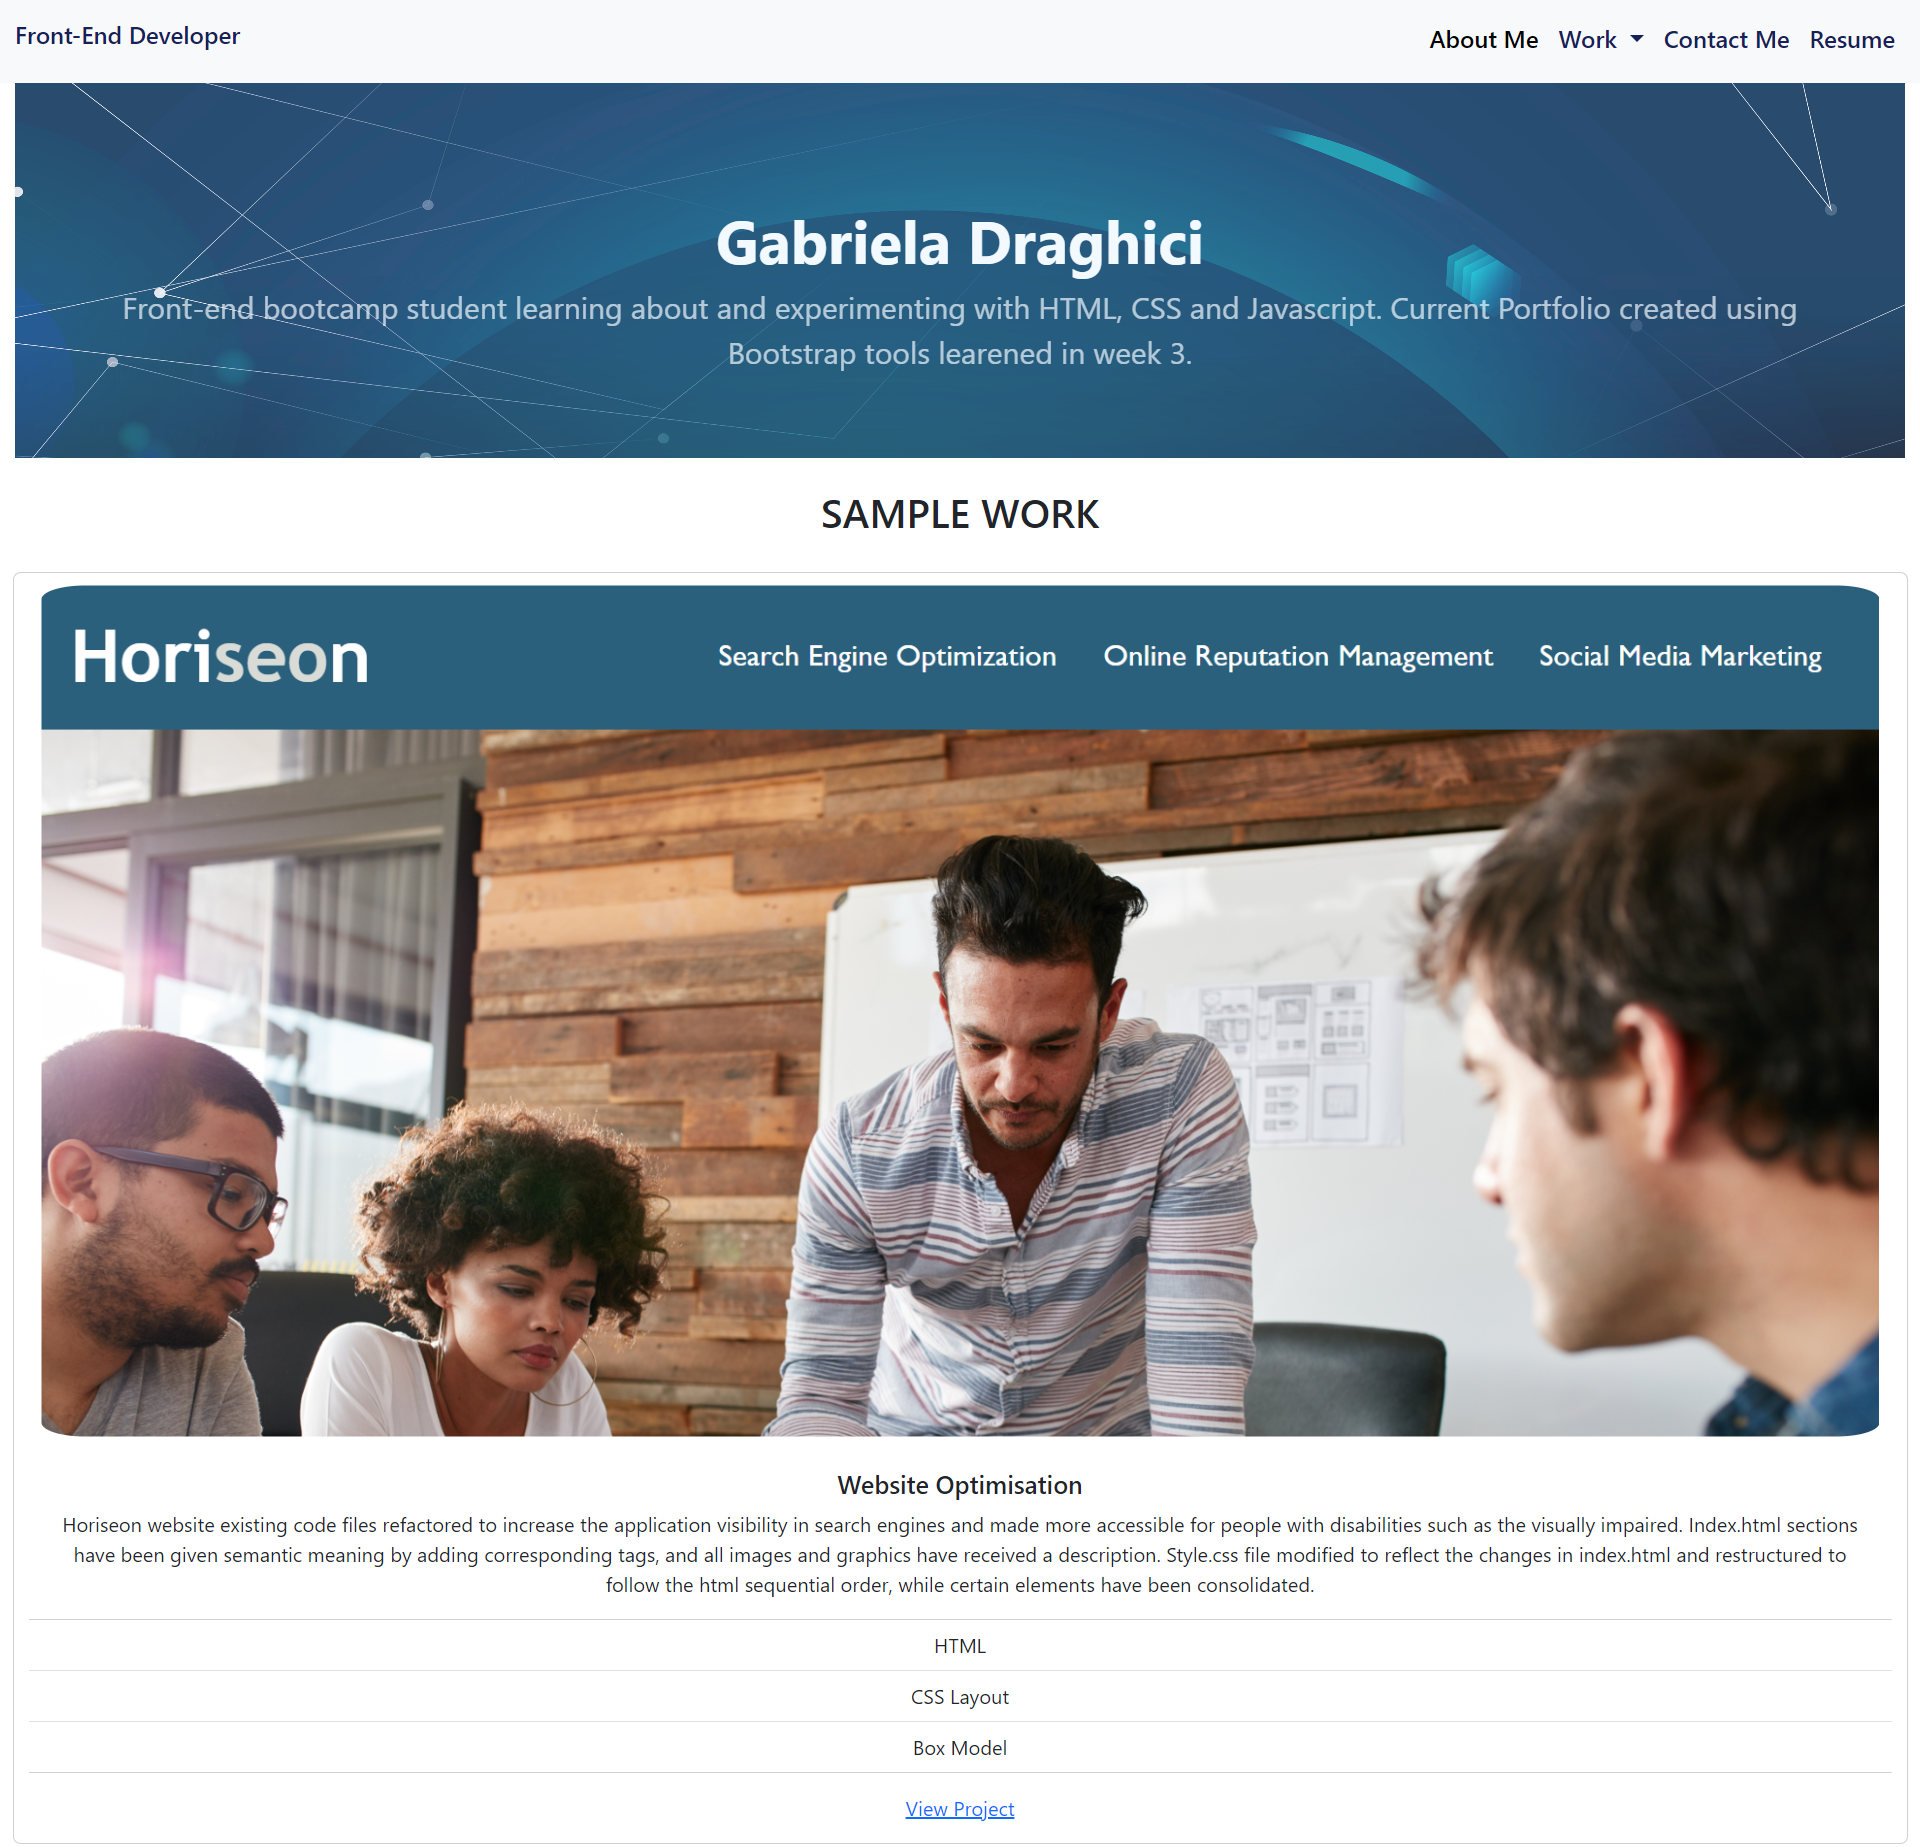 Front-End Developer
About Me Work Contact Me Resume
Gabriela Draghici
Front-end bootcamp student learning about and experimenting with HTML, CSS and Javascript. Current Portfolio created using
Bootstrap tools learened in week 3.
SAMPLE WORK
Horiseon
Search Engine Optimization Online Reputation Management Social Media Marketing
Website Optimisation
Horiseon website existing code files refactored to increase the application visibility in search engines and made more accessible for people with disabilities such as the visually impaired. Index.html sections
have been given semantic meaning by adding corresponding tags, and all images and graphics have received a description. Style.css file modified to reflect the changes in index.html and restructured to
follow the html sequential order, while certain elements have been consolidated.
HTML
CSS Layout
Box Model
View Project